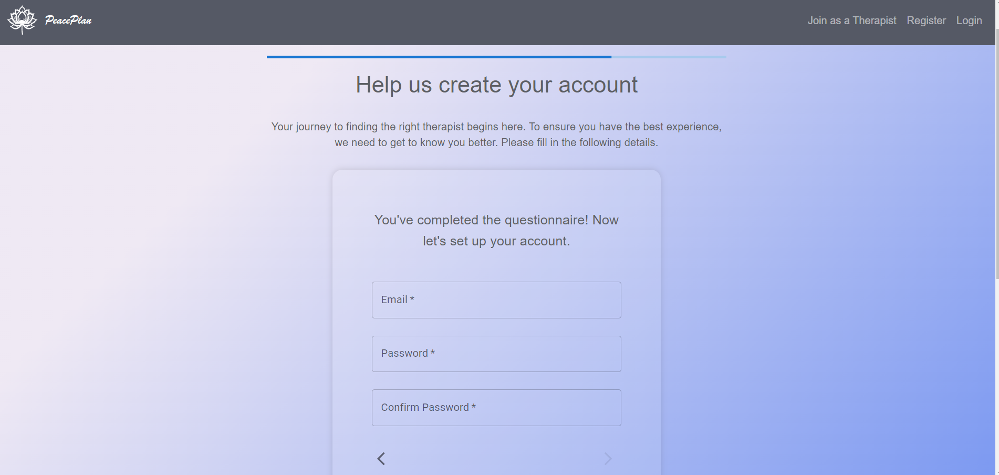 PeacePlan
Join as a Therapist Register Login
Help us create your account
Your journey to finding the right therapist begins here. To ensure you have the best experience,
we need to get to know you better. Please fill in the following details.
You've completed the questionnaire! Now
let's set up your account.
Email *
Password *
Confirm Password *